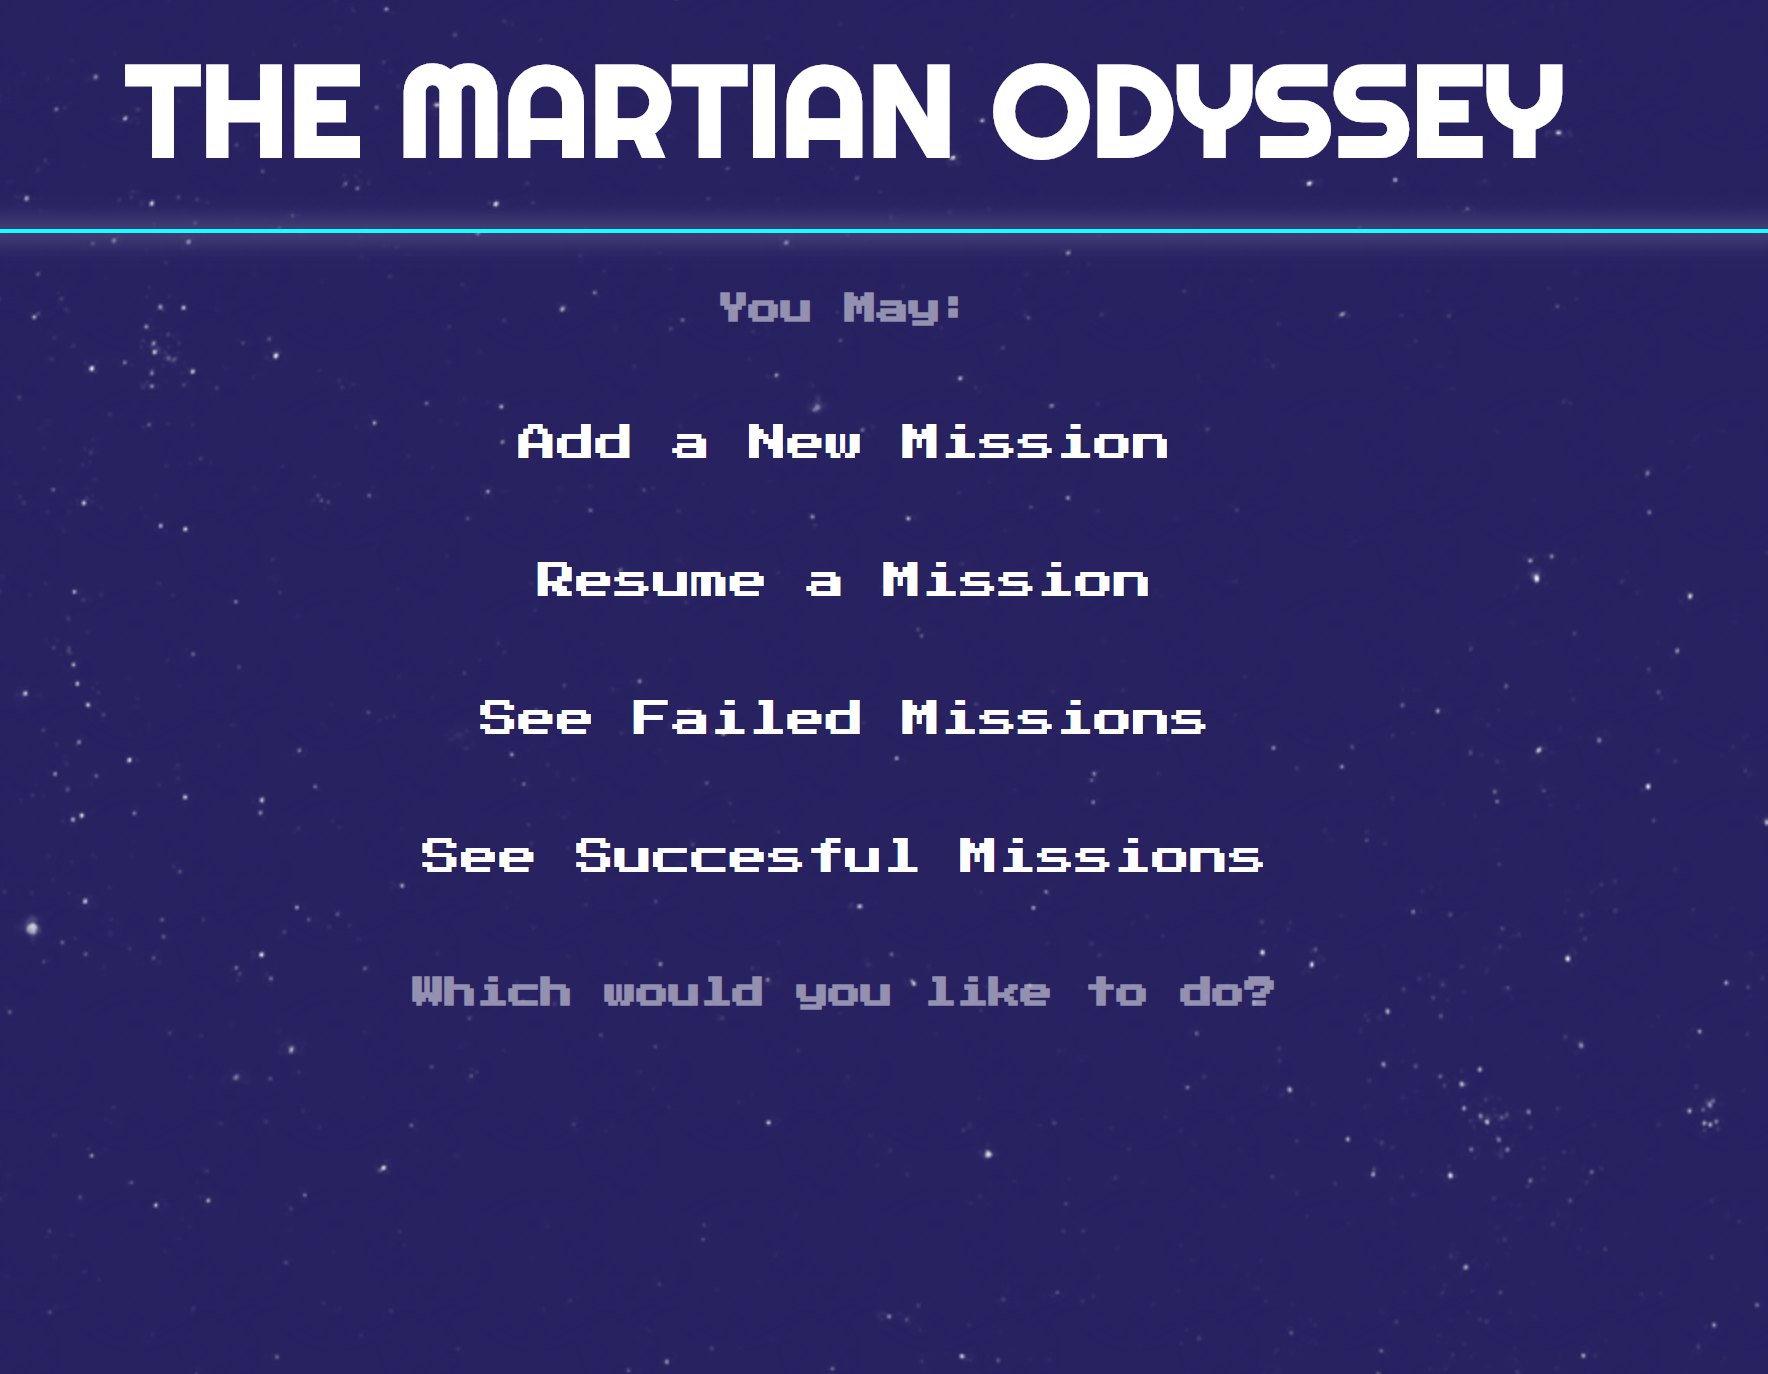 THE MARTIAN ODYSSEY
You May:
Add a New Mission
Resume a Mission
See Failed Missions
See Succesful Missions
Which would you like to do?